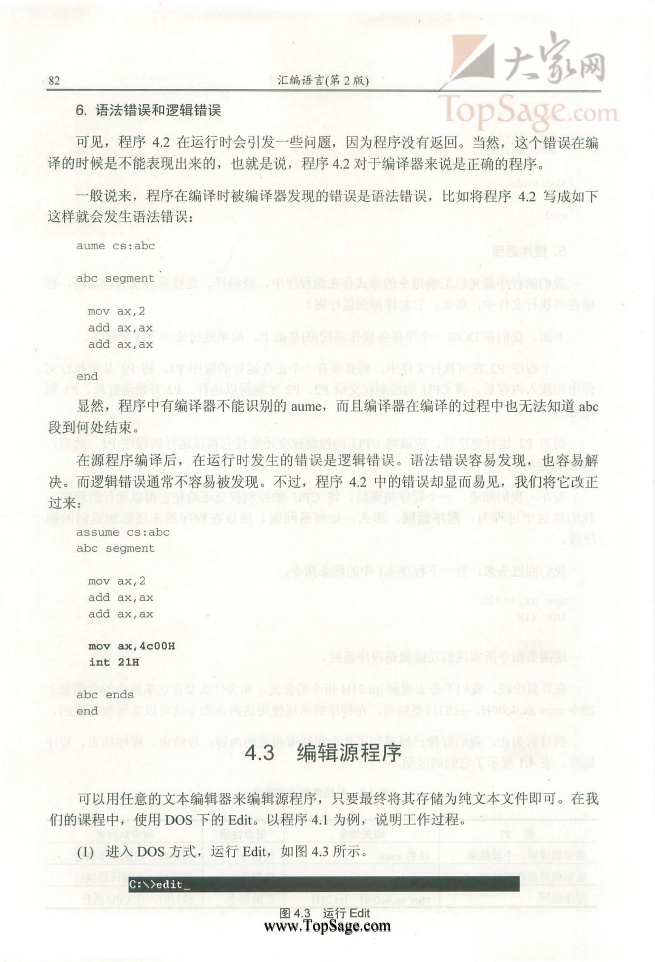 82
汇编语言(第 2 版)
大家网
TopSage.com
6. 语法错误和逻辑错误
可见，程序 4.2 在运行时会引发一些问题，因为程序没有返回。当然，这个错误在编
译的时候是不能表现出来的，也就是说，程序 4.2 对于编译器来说是正确的程序。
一般说来，程序在编译时被编译器发现的错误是语法错误，比如将程序 4.2 写成如下
这样就会发生语法错误：
aume cs:abc
abc segment
mov ax,2
add ax,ax
add ax,ax
end
显然，程序中有编译器不能识别的 aume，而且编译器在编译的过程中也无法知道 abc
段到何处结束。
在源程序编译后，在运行时发生的错误是逻辑错误。语法错误容易发现，也容易解
决。而逻辑错误通常不容易被发现。不过，程序 4.2 中的错误却显而易见，我们将它改正
过来：
assume cs:abc
abc segment
mov ax,2
add ax,ax
add ax,ax
mov ax,4c00H
int 21H
abc ends
end
4.3 编辑源程序
可以用任意的文本编辑器来编辑源程序，只要最终将其存储为纯文本文件即可。在我
们的课程中，使用 DOS 下的 Edit。以程序 4.1 为例，说明工作过程。
(1) 进入 DOS 方式，运行 Edit，如图 4.3 所示。
C:\>edit_
图 4.3 运行 Edit
www.TopSage.com